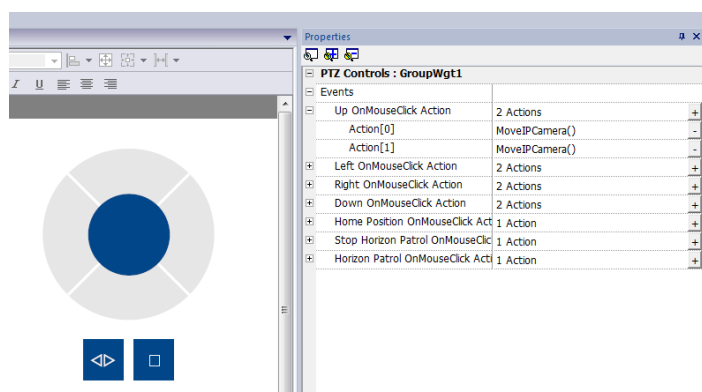 Properties
I U
PTZ Controls : GroupWgt1
Events
Up OnMouseClick Action 2 Actions +
Action[0] MoveIPCamera() -
Action[1] MoveIPCamera() -
Left OnMouseClick Action 2 Actions +
Right OnMouseClick Action 2 Actions +
Down OnMouseClick Action 2 Actions +
Home Position OnMouseClick Act 1 Action +
Stop Horizon Patrol OnMouseClic 1 Action +
Horizon Patrol OnMouseClick Acti 1 Action +